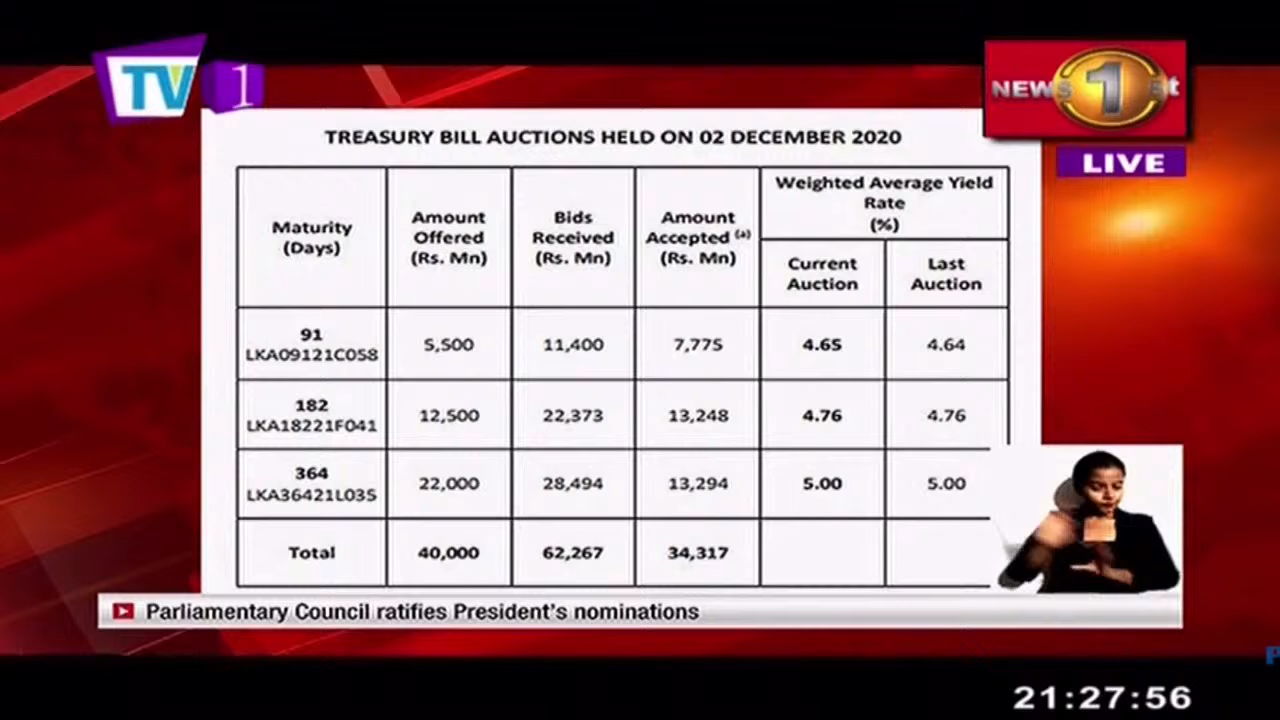 TV 1
NEWS 1st
LIVE
TREASURY BILL AUCTIONS HELD ON 02 DECEMBER 2020
Maturity (Days) Amount Offered (Rs. Mn) Bids Received (Rs. Mn) Amount Accepted (a) (Rs. Mn) Weighted Average Yield Rate (%)
Current Auction Last Auction
91 LKA09121C058 5,500 11,400 7,775 4.65 4.64
182 LKA18221F041 12,500 22,373 13,248 4.76 4.76
364 LKA36421L035 22,000 28,494 13,294 5.00 5.00
Total 40,000 62,267 34,317
Parliamentary Council ratifies President's nominations
21:27:56